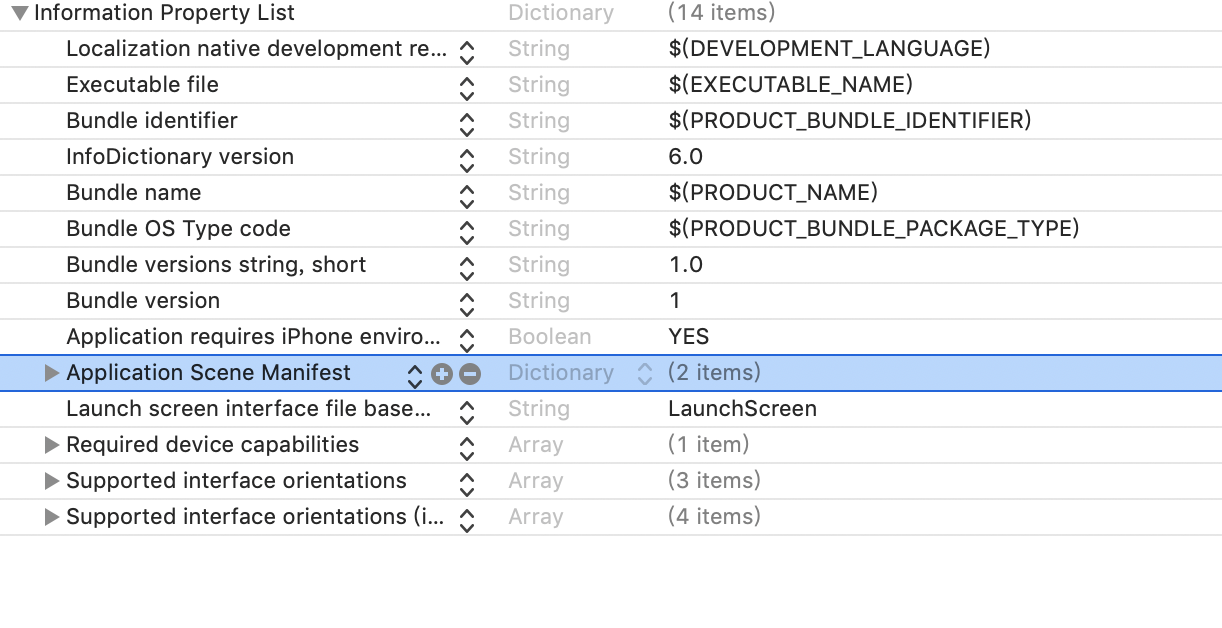 Information Property List Dictionary (14 items)
Localization native development re... String $(DEVELOPMENT_LANGUAGE)
Executable file String $(EXECUTABLE_NAME)
Bundle identifier String $(PRODUCT_BUNDLE_IDENTIFIER)
InfoDictionary version String 6.0
Bundle name String $(PRODUCT_NAME)
Bundle OS Type code String $(PRODUCT_BUNDLE_PACKAGE_TYPE)
Bundle versions string, short String 1.0
Bundle version String 1
Application requires iPhone enviro... Boolean YES
Application Scene Manifest Dictionary (2 items)
Launch screen interface file base... String LaunchScreen
Required device capabilities Array (1 item)
Supported interface orientations Array (3 items)
Supported interface orientations (i... Array (4 items)